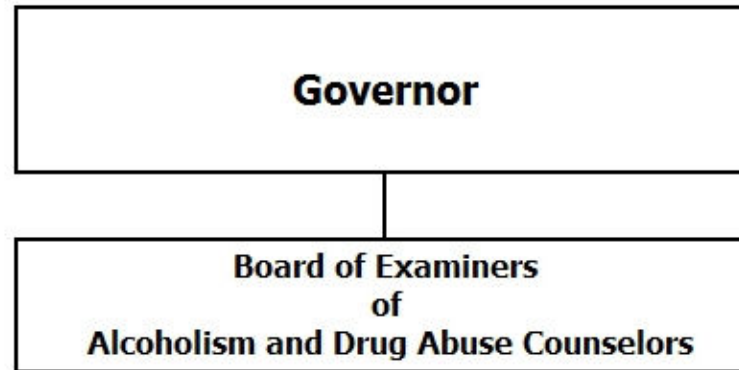 Governor
Board of Examiners
of
Alcoholism and Drug Abuse Counselors